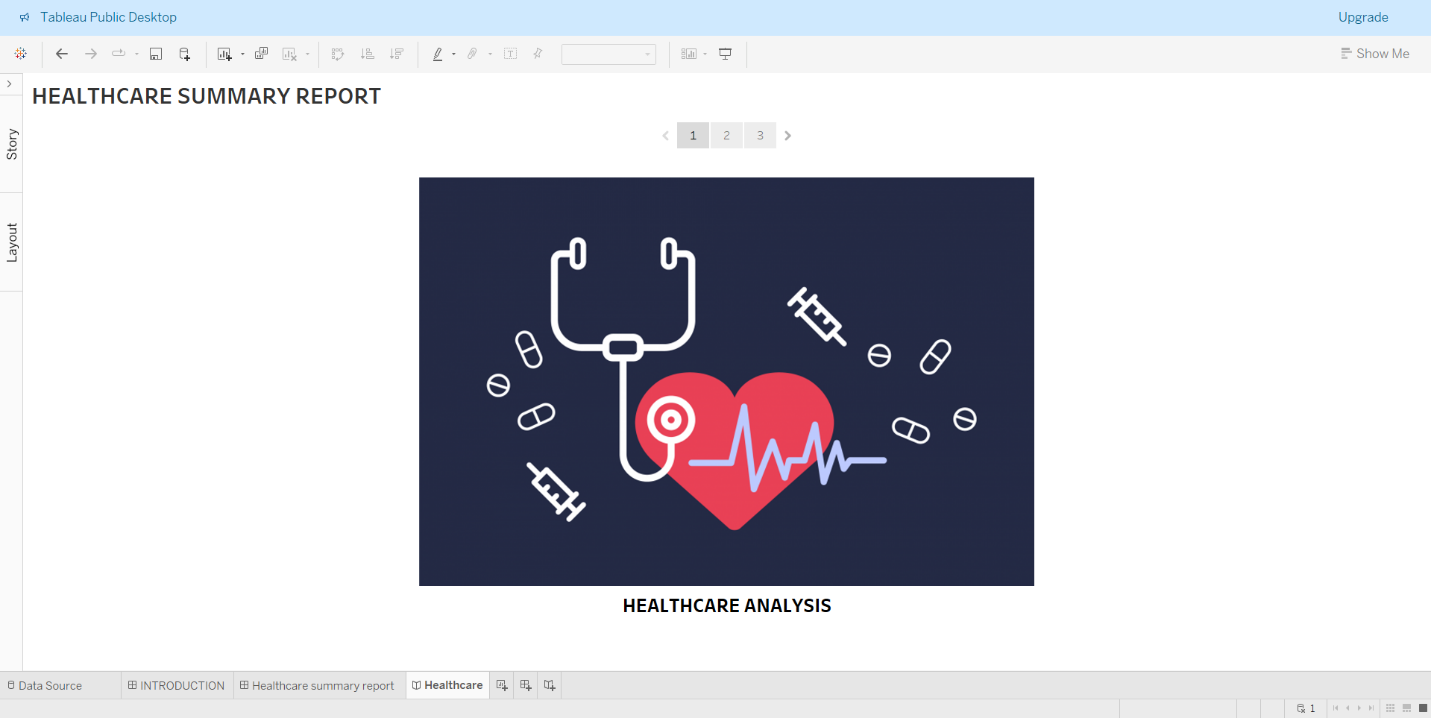 Tableau Public Desktop
Upgrade
T
Show Me
HEALTHCARE SUMMARY REPORT
1 2 3
Story
Layout
HEALTHCARE ANALYSIS
Data Source INTRODUCTION Healthcare summary report Healthcare
1